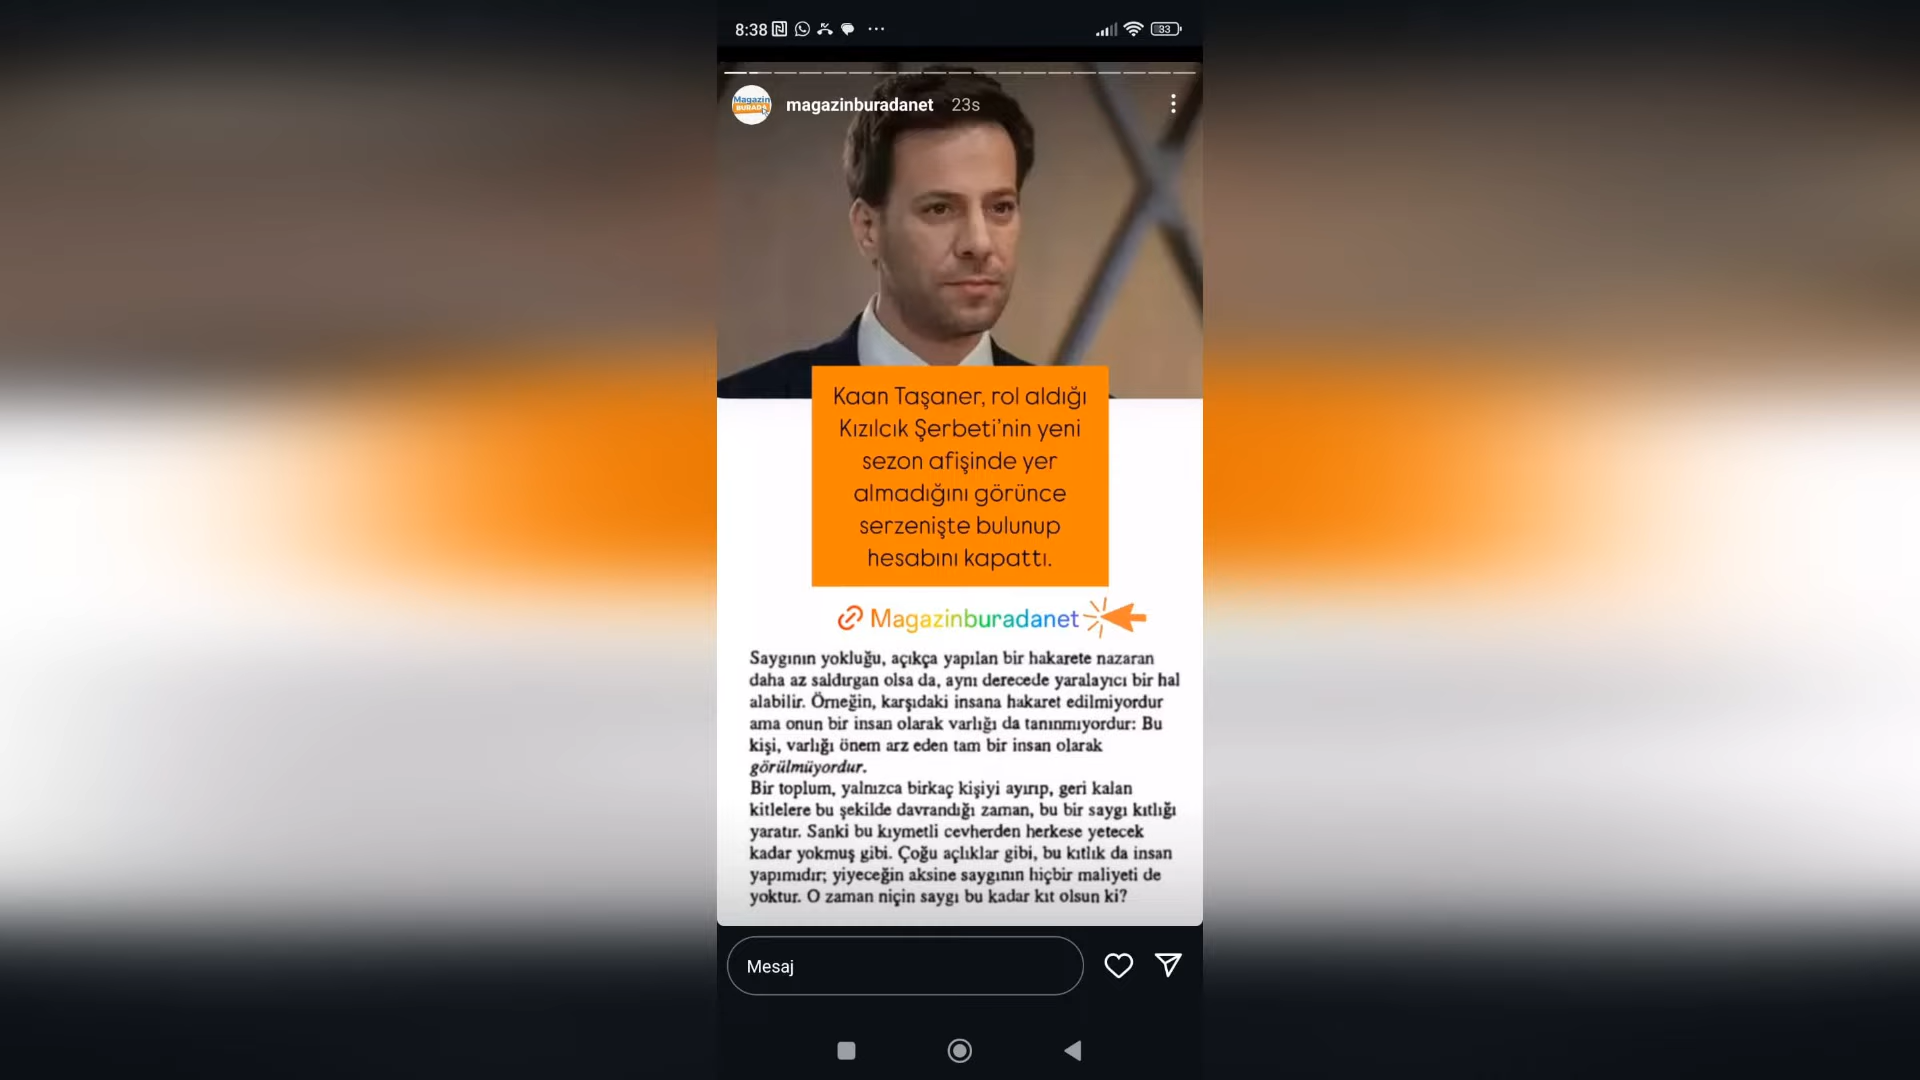 8:38
33
Magazin
BURADA
magazinburadanet 23s
Kaan Taşaner, rol aldığı
Kızılcık Şerbeti'nin yeni
sezon afişinde yer
almadığını görünce
serzenişte bulunup
hesabını kapattı.
Magazinburadanet
Saygının yokluğu, açıkça yapılan bir hakarete nazaran
daha az saldırgan olsa da, aynı derecede yaralayıcı bir hal
alabilir. Örneğin, karşıdaki insana hakaret edilmiyordur
ama onun bir insan olarak varlığı da tanınmıyordur: Bu
kişi, varlığı önem arz eden tam bir insan olarak
görülmüyordur.
Bir toplum, yalnızca birkaç kişiyi ayırıp, geri kalan
kitlelere bu şekilde davrandığı zaman, bu bir saygı kıtlığı
yaratır. Sanki bu kıymetli cevherden herkese yetecek
kadar yokmuş gibi. Çoğu açlıklar gibi, bu kıtlık da insan
yapımıdır; yiyeceğin aksine saygının hiçbir maliyeti de
yoktur. O zaman niçin saygı bu kadar kıt olsun ki?
Mesaj